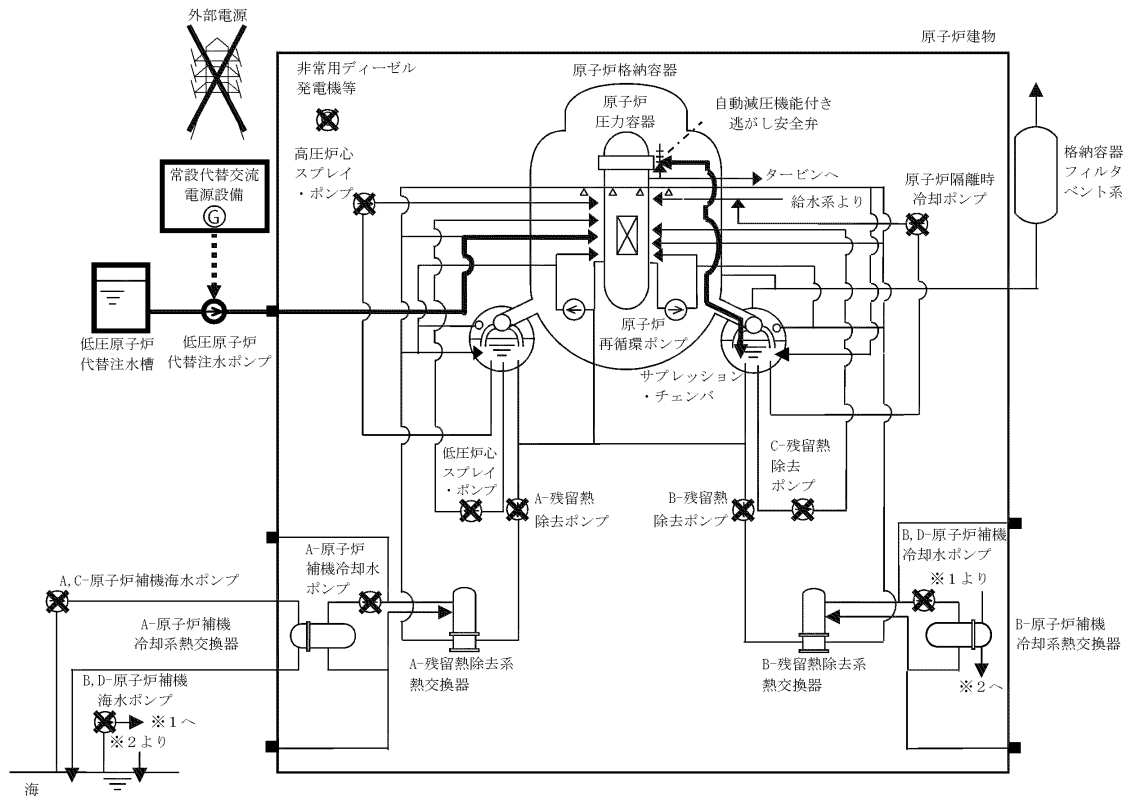 外部電源
原子炉建物
非常用ディーゼル
発電機等
原子炉格納容器
原子炉
圧力容器
自動減圧機能付き
逃がし安全弁
高圧炉心
スプレイ
・ポンプ
常設代替交流
電源設備
G
タービンへ
給水系より
原子炉隔離時
冷却ポンプ
格納容器
フィルタ
ベント系
低圧原子炉
代替注水槽
低圧原子炉
代替注水ポンプ
原子炉
再循環ポンプ
サプレッション
・チェンバ
低圧炉心
スプレイ
・ポンプ
A-残留熱
除去ポンプ
B-残留熱
除去ポンプ
C-残留熱
除去
ポンプ
A-原子炉
補機冷却水
ポンプ
B,D-原子炉補機
冷却水ポンプ
※1より
A,C-原子炉補機海水ポンプ
A-原子炉補機
冷却系熱交換器
A-残留熱除去系
熱交換器
B-残留熱除去系
熱交換器
B-原子炉補機
冷却系熱交換器
※2へ
B,D-原子炉補機
海水ポンプ
※1へ
※2より
海